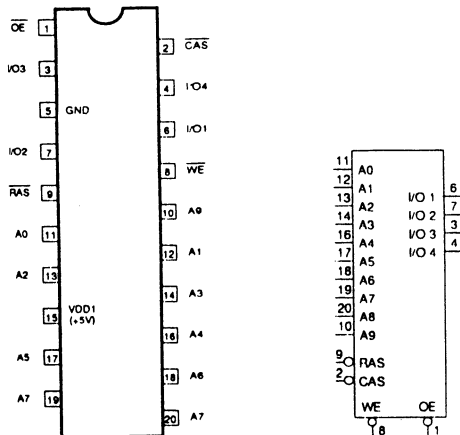 OE 1
2 CAS
I/O3 3
4 I/O4
5 GND
6 I/O1
I/O2 7
8 WE
RAS 9
10 A9
A0 11
12 A1
A2 13
14 A3
15 VDD1
(+5V)
16 A4
A5 17
18 A6
A7 19
20 A7
11 A0
12 A1
13 A2
14 A3
16 A4
17 A5
18 A6
19 A7
20 A8
10 A9
9 RAS
2 CAS
I/O 1 6
I/O 2 7
I/O 3 3
I/O 4 4
WE OE
8 1